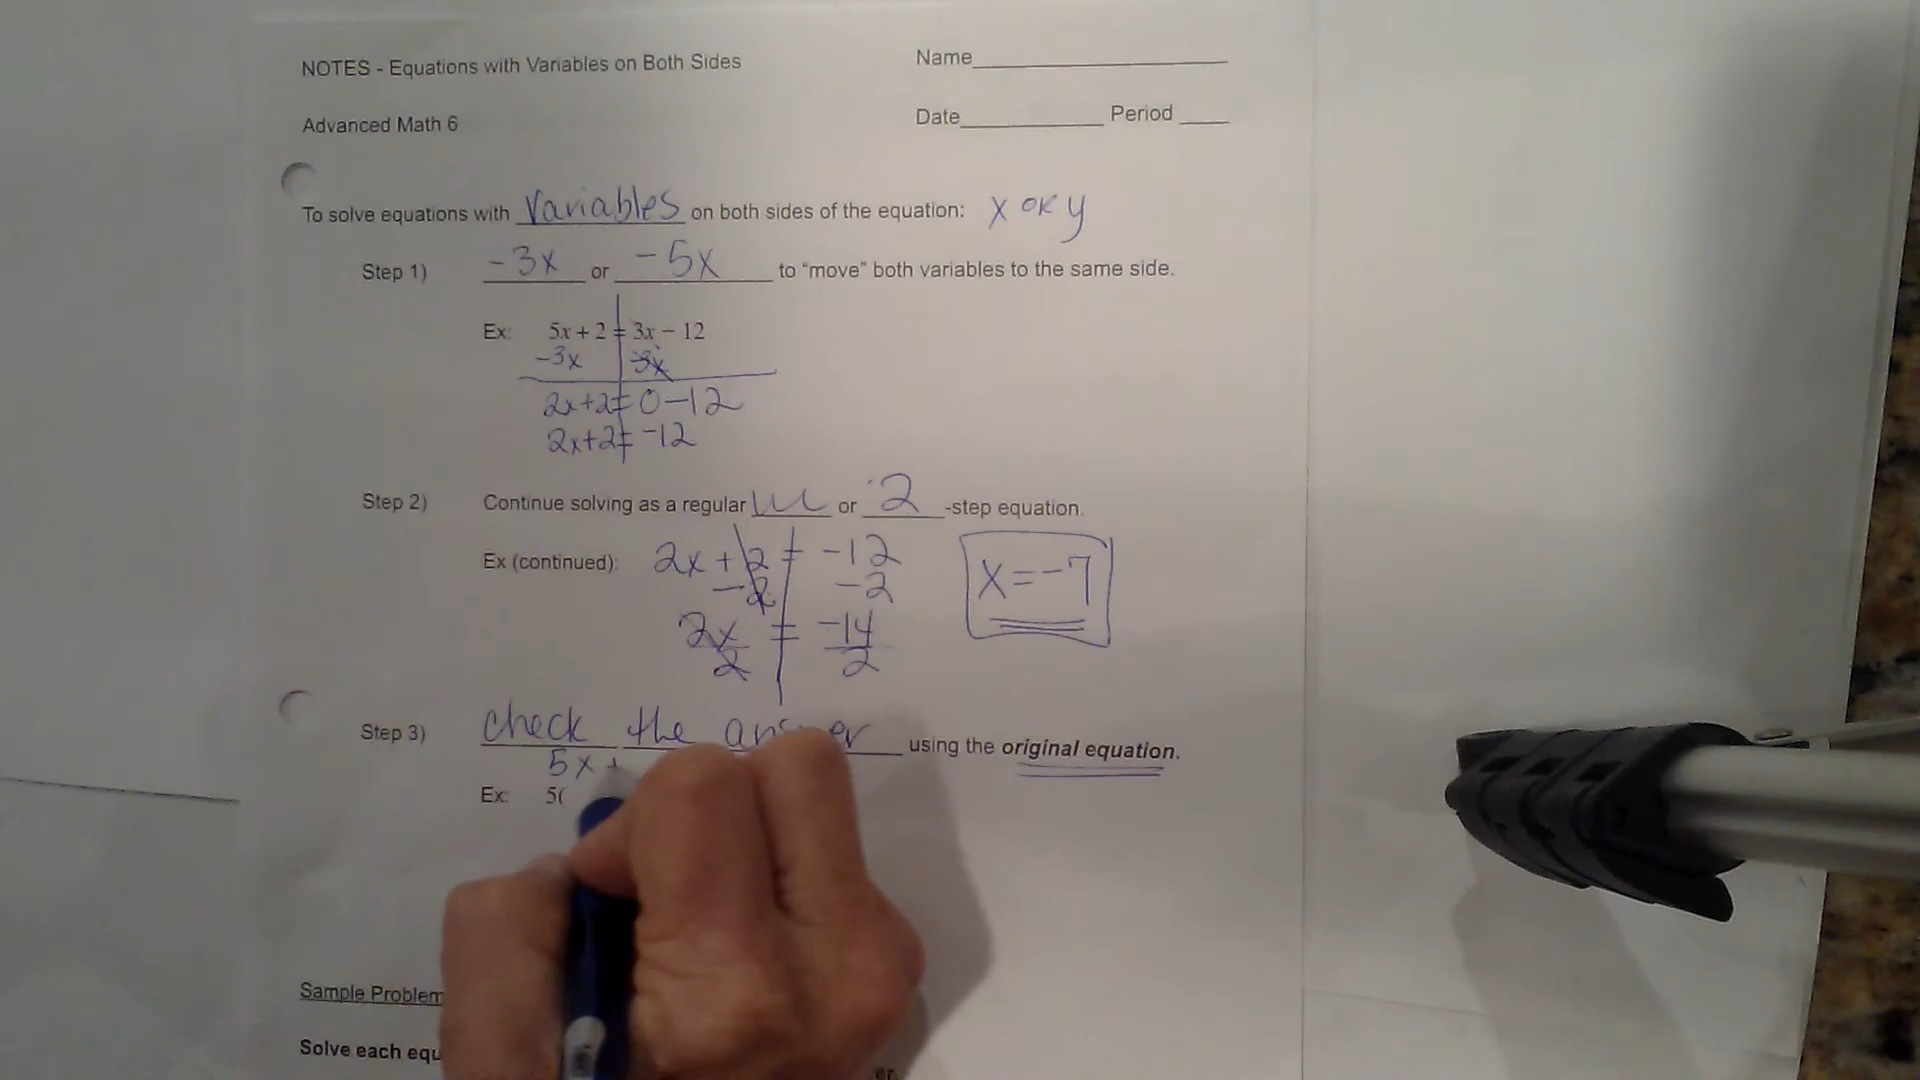 NOTES - Equations with Variables on Both Sides
Name
Advanced Math 6
Date Period
To solve equations with variables on both sides of the equation: x OR y
Step 1) -3x or -5x to “move” both variables to the same side.
Ex: 5x + 2 = 3x − 12
-3x -3x
2x+2=0-12
2x+2=-12
Step 2) Continue solving as a regular or 2 -step equation.
Ex (continued): 2x + 2 = -12
-2 -2
2x = -14
2 2
x=-7
Step 3) check the answer using the original equation.
5x +
Ex: 5(
Sample Problem
Solve each equ
er